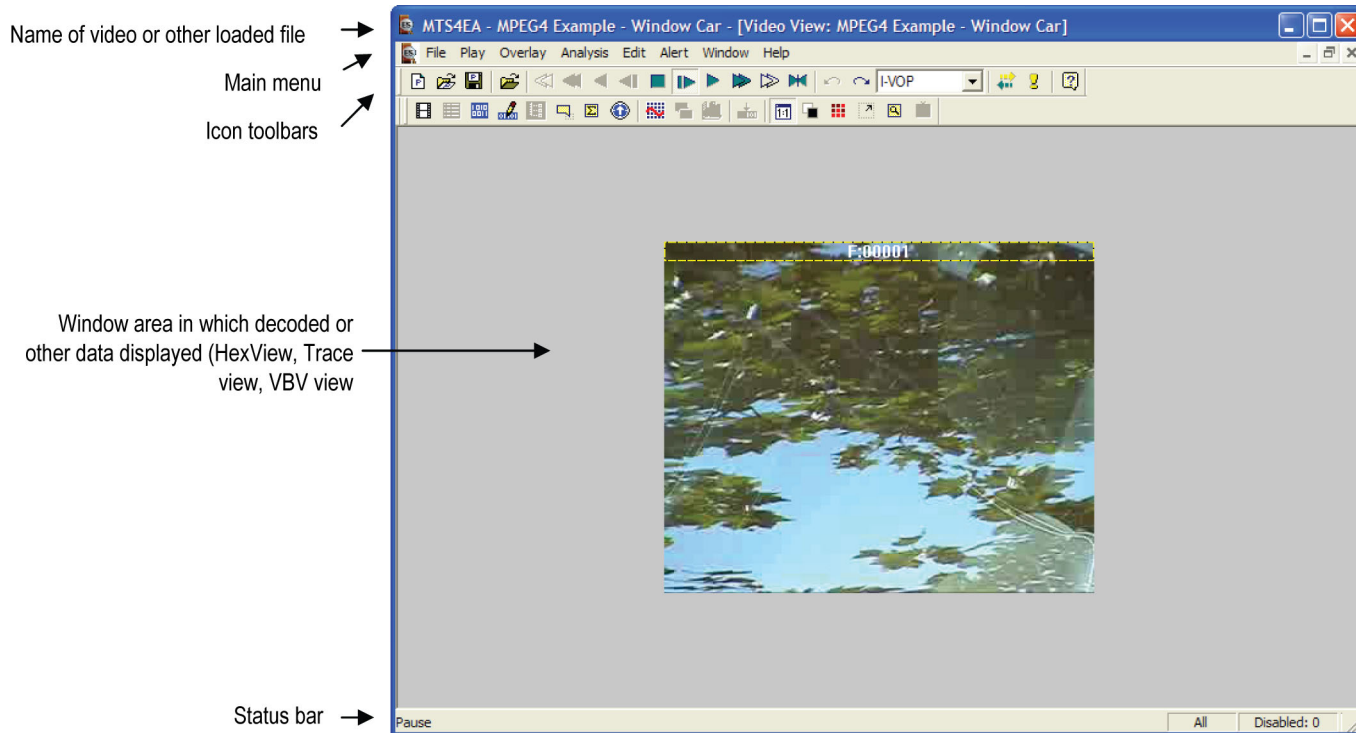 Name of video or other loaded file
MTS4EA - MPEG4 Example - Window Car - [Video View: MPEG4 Example - Window Car]
Main menu
File Play Overlay Analysis Edit Alert Window Help
Icon toolbars
I-VOP
1:1
F:00001
Window area in which decoded or
other data displayed (HexView, Trace
view, VBV view
Status bar
Pause
All
Disabled: 0